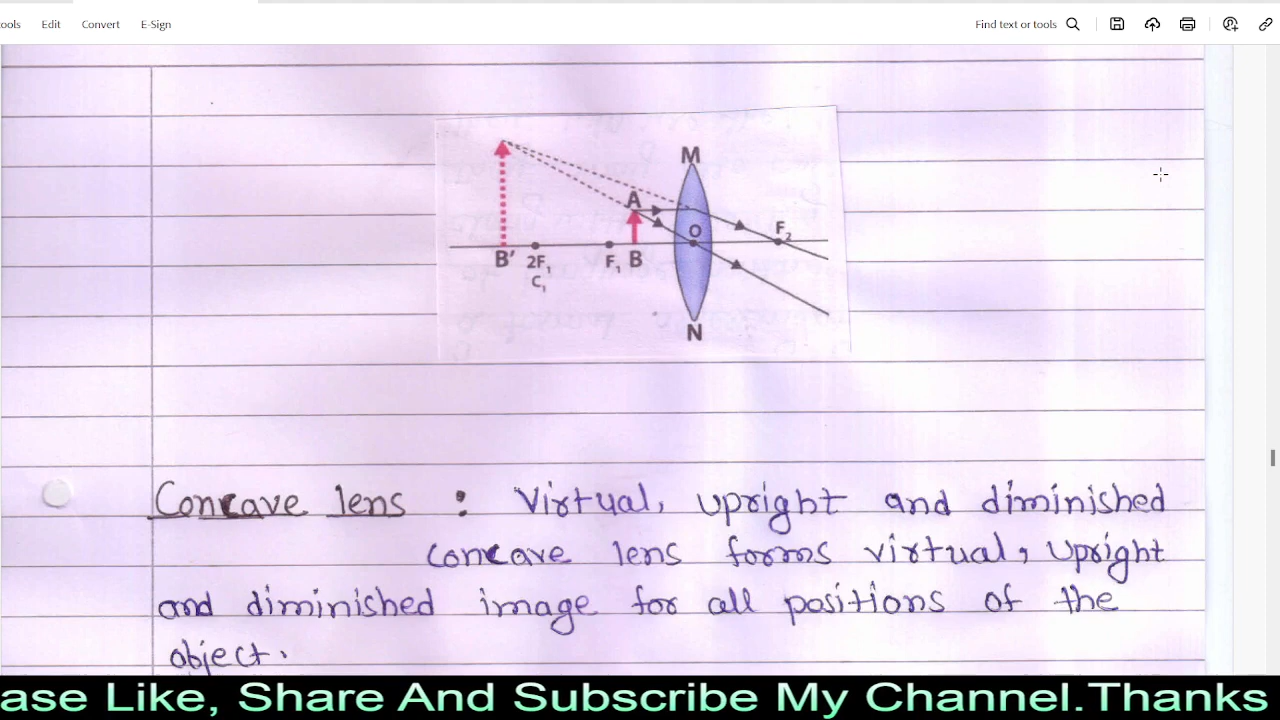 ools Edit Convert E-Sign Find text or tools
M
A
O F2
B' 2F1 F1 B
C1
N
Concave lens : Virtual, upright and diminished
concave lens forms virtual, upright
and diminished image for all positions of the
object.
ase Like, Share And Subscribe My Channel.Thanks